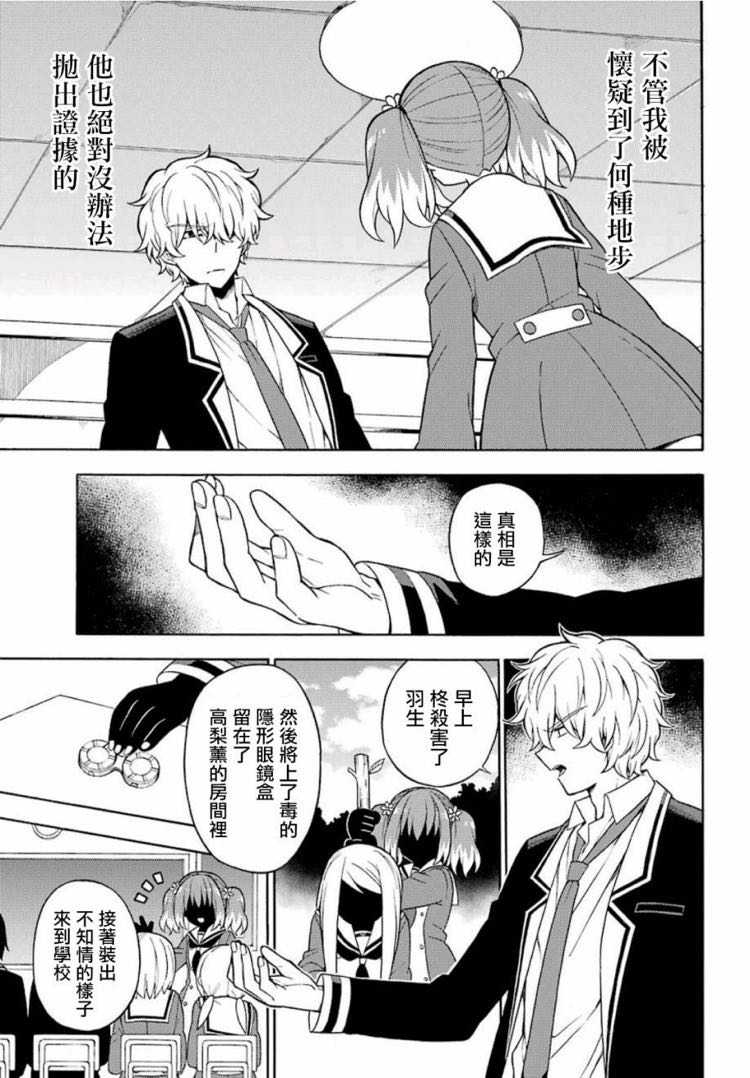 不管我被
懷疑到了何種地步
他也絕對沒辦法
拋出證據的
真相是
這樣的
早上
柊殺害了
羽生
然後將上了毒的
隱形眼鏡盒
留在了
高梨薫的房間裡
接著裝出
不知情的樣子
來到學校